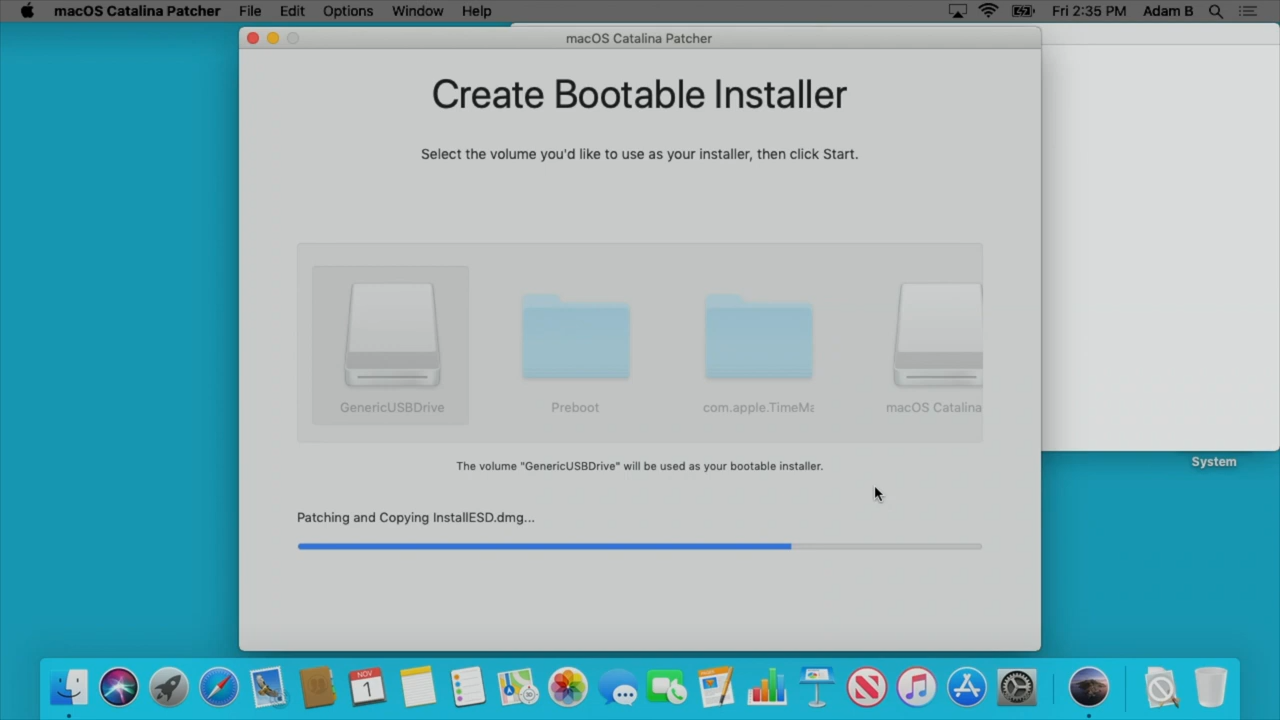 macOS Catalina Patcher File Edit Options Window Help Fri 2:35 PM Adam B
macOS Catalina Patcher
Create Bootable Installer
Select the volume you'd like to use as your installer, then click Start.
GenericUSBDrive Preboot com.apple.TimeMa macOS Catalina
The volume "GenericUSBDrive" will be used as your bootable installer.
System
Patching and Copying InstallESD.dmg...
NOV
1